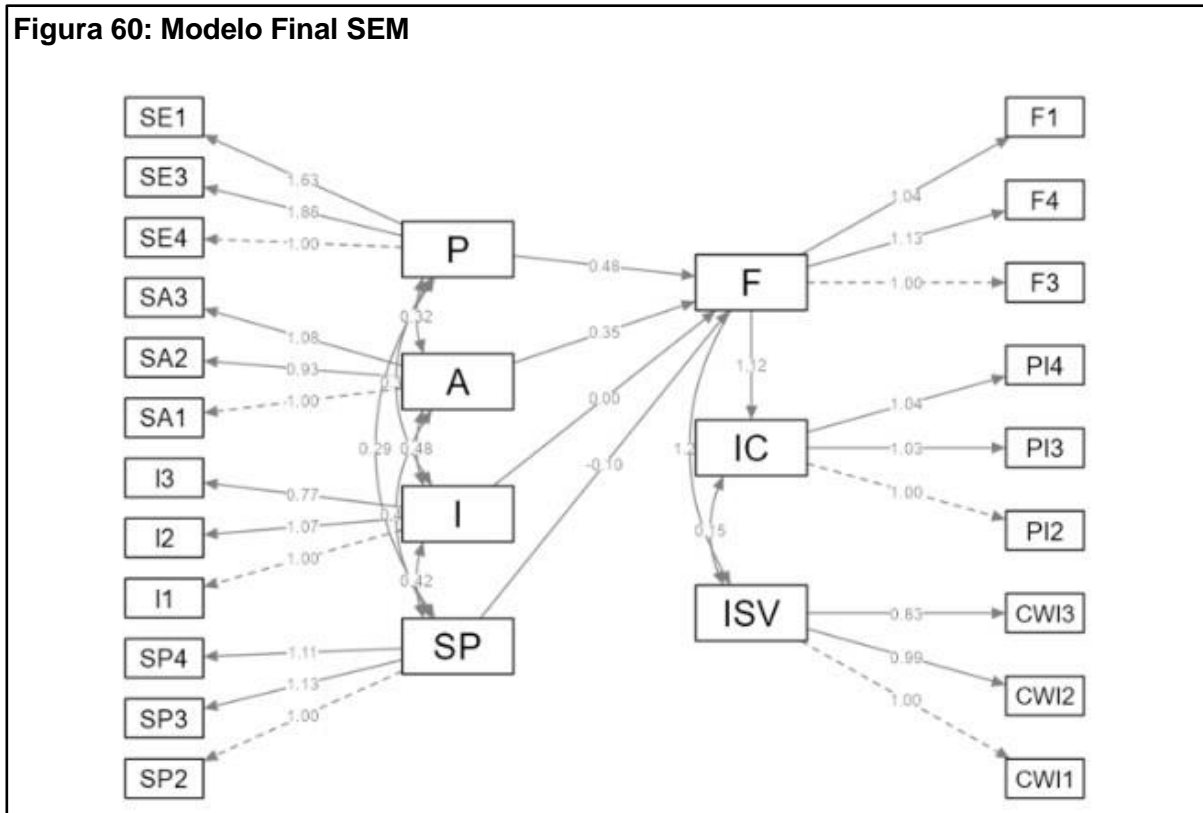 Figura 60: Modelo Final SEM
SE1
SE3
SE4
SA3
SA2
SA1
I3
I2
I1
SP4
SP3
SP2
1.63
1.86
1.00
1.08
0.93
1.00
0.77
1.07
1.00
1.11
1.13
1.00
P
A
I
SP
0.32
0.48
0.29
0.42
0.48
0.35
0.00
-0.10
F
IC
ISV
1.12
0.15
1.04
1.13
1.00
1.04
1.03
1.00
0.83
0.99
1.00
F1
F4
F3
PI4
PI3
PI2
CWI3
CWI2
CWI1